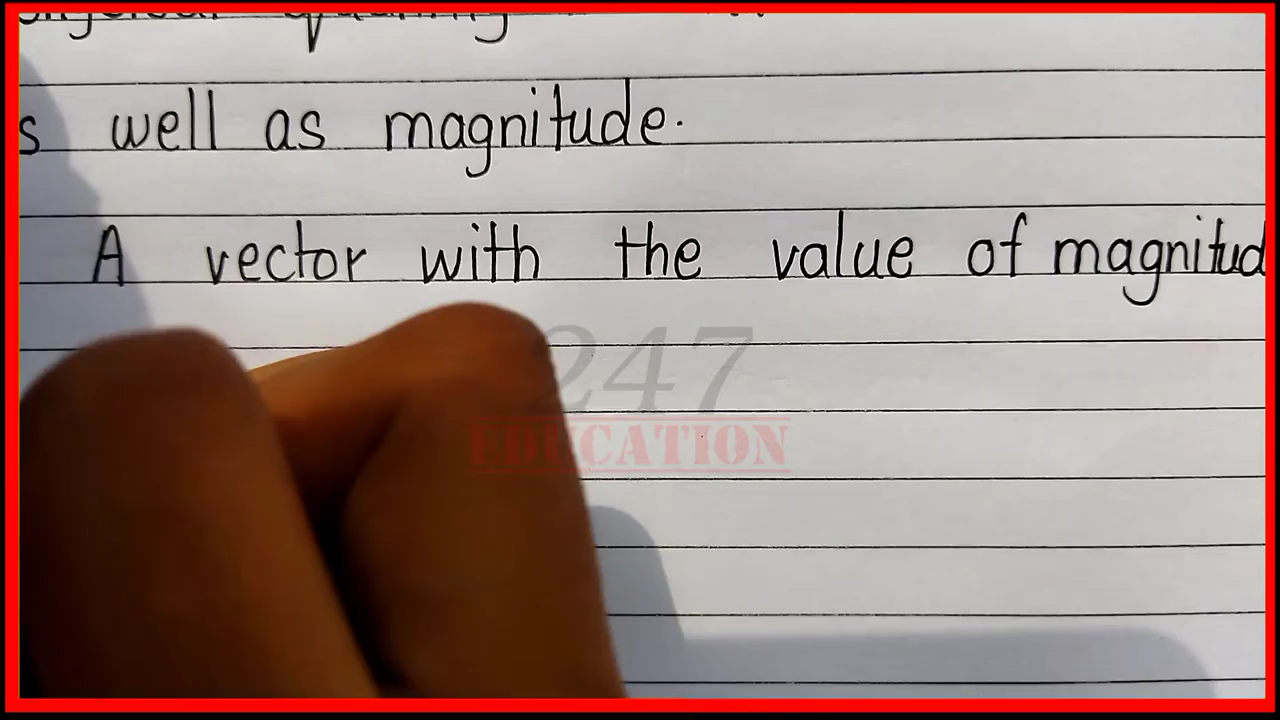 s well as magnitude.
A vector with the value of magnitud
247
EDUCATION